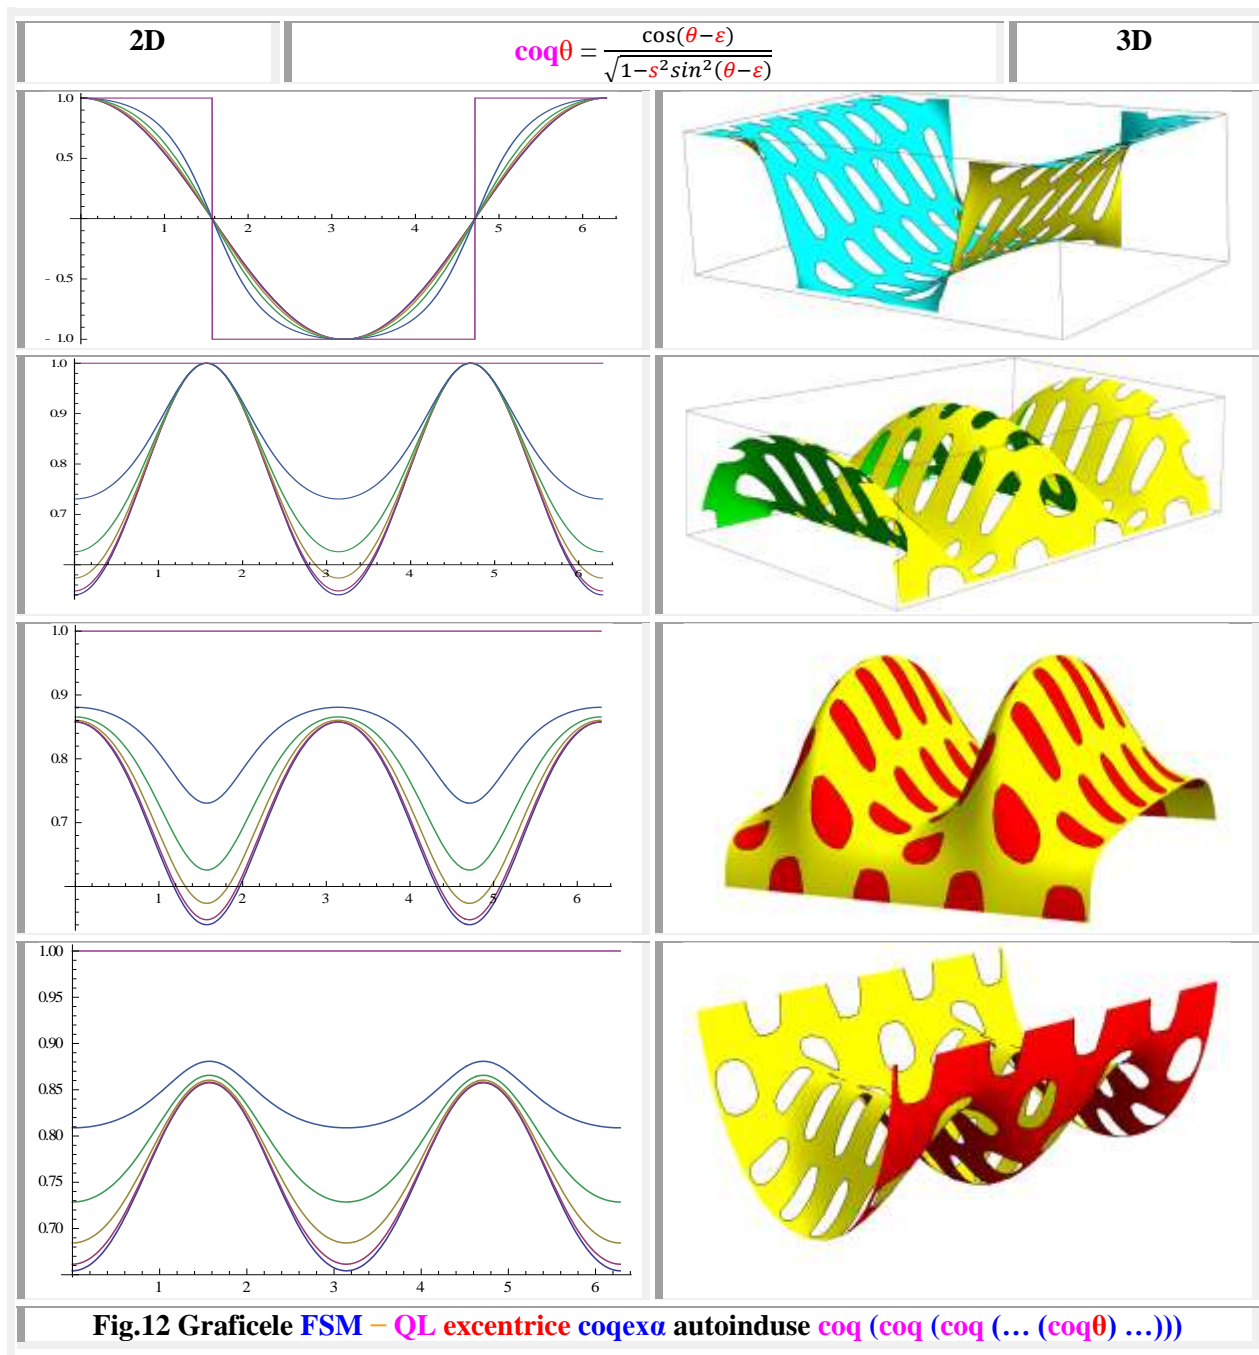 2D
coqθ = cos(θ−ε) / √1−s²sin²(θ−ε)
3D
1.0
0.5
1 2 3 4 5 6
- 0.5
- 1.0
1.0
0.9
0.8
0.7
1 2 3 4 5 6
1.0
0.9
0.8
0.7
1 2 3 4 5 6
1.00
0.95
0.90
0.85
0.80
0.75
0.70
1 2 3 4 5 6
Fig.12 Graficele FSM − QL excentrice coqexα autoinduse coq (coq (coq (… (coqθ) …)))